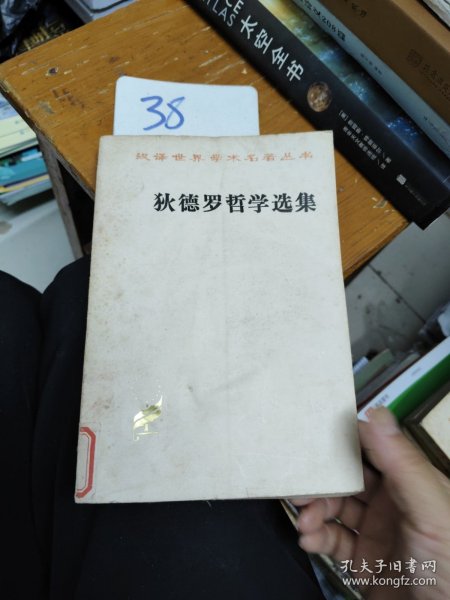 38
汉译世界学术名著丛书
狄德罗哲学选集
太空全书
ATLAS
孔夫子旧书网
www.kongfz.com